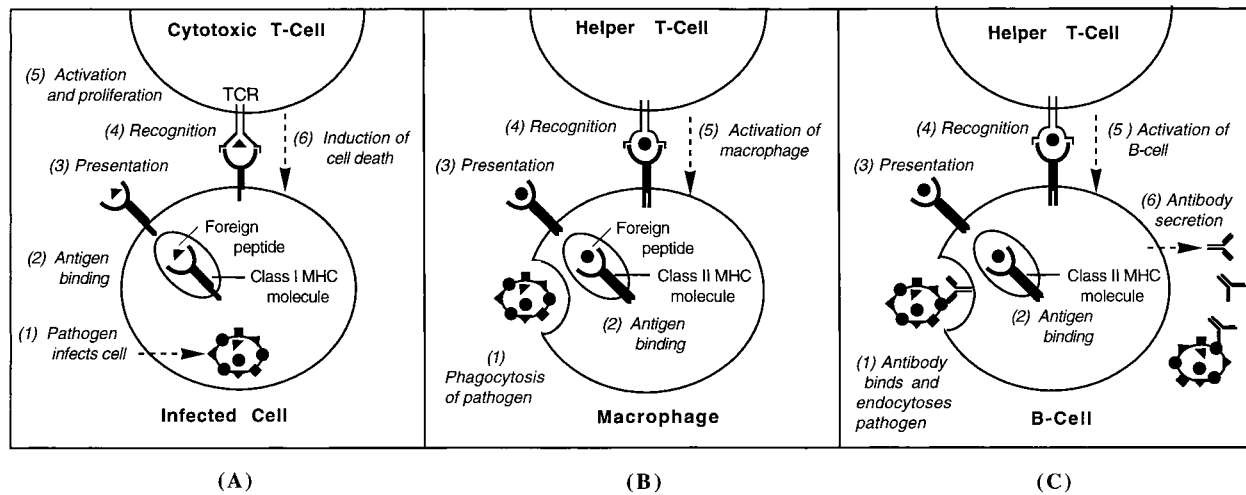 Cytotoxic T-Cell
(5) Activation
and proliferation
TCR
(4) Recognition
(6) Induction of
cell death
(3) Presentation
Foreign
peptide
(2) Antigen
binding
Class I MHC
molecule
(1) Pathogen
infects cell
Infected Cell
(A)
Helper T-Cell
(4) Recognition
(5) Activation of
macrophage
(3) Presentation
Foreign
peptide
Class II MHC
molecule
(2) Antigen
binding
(1)
Phagocytosis
of pathogen
Macrophage
(B)
Helper T-Cell
(4) Recognition
(5 ) Activation of
B-cell
(3) Presentation
(6) Antibody
secretion
Class II MHC
molecule
(2) Antigen
binding
(1) Antibody
binds and
endocytoses
pathogen
B-Cell
(C)